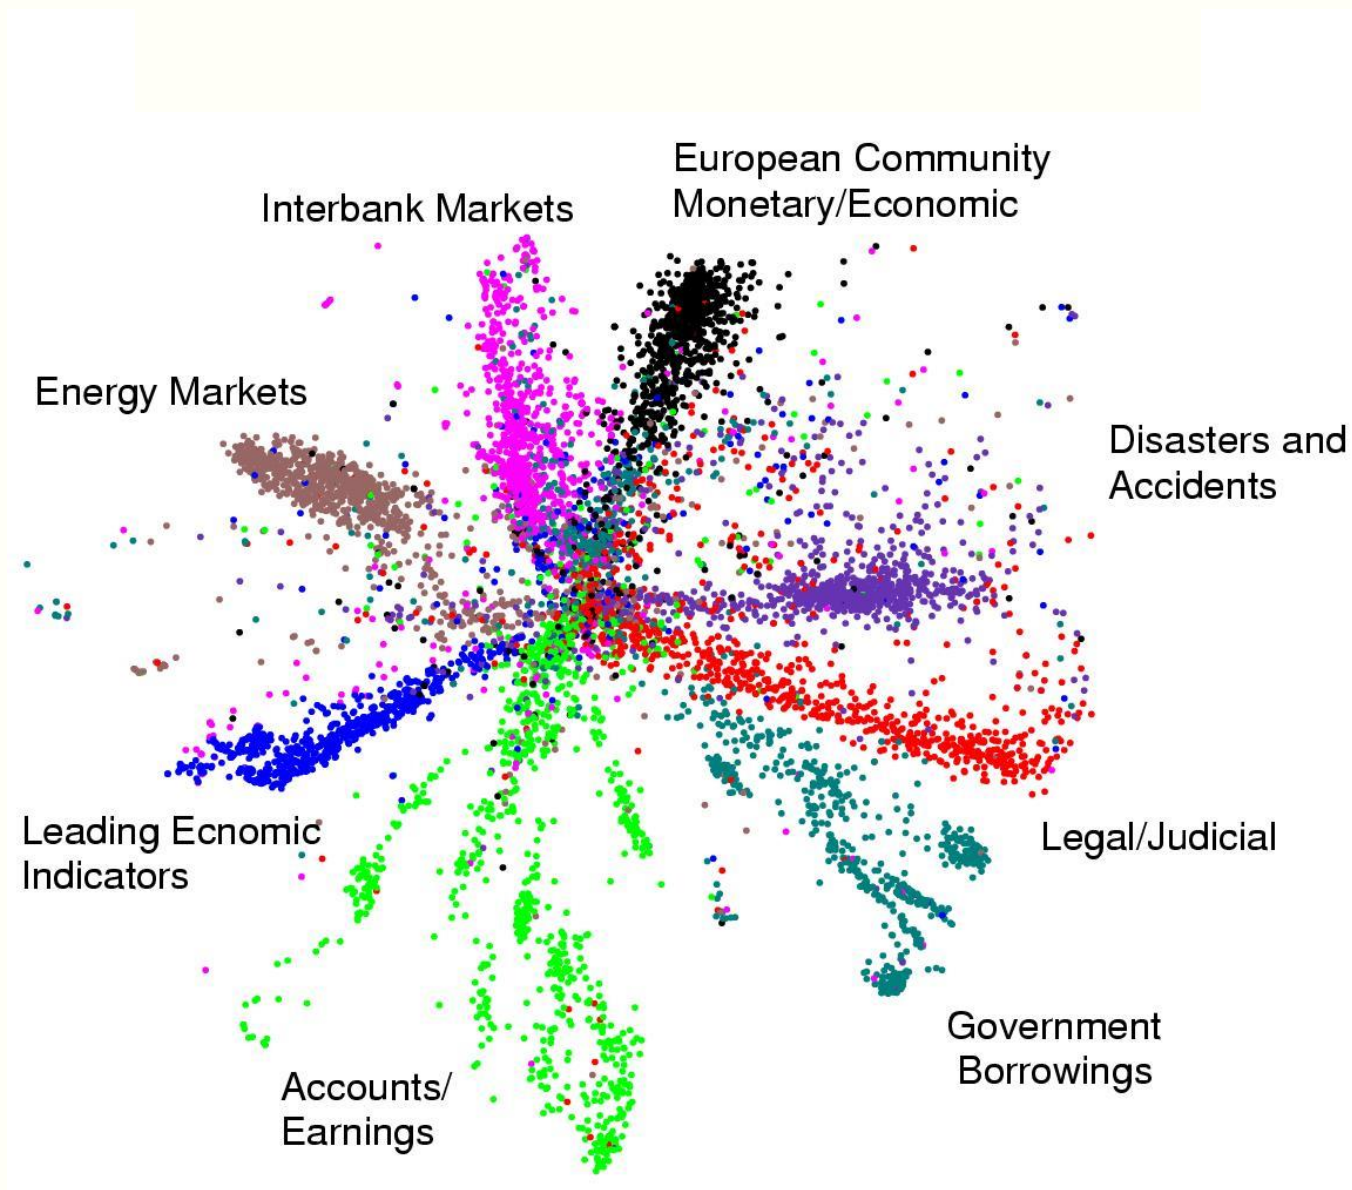 European Community
Monetary/Economic
Interbank Markets
Energy Markets
Disasters and
Accidents
Leading Ecnomic
Indicators
Legal/Judicial
Government
Borrowings
Accounts/
Earnings